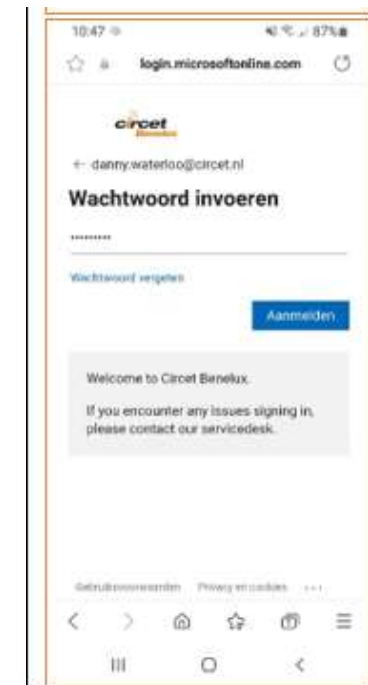 10:47
87%
login.microsoftonline.com
circet
Benelux
← danny.waterloo@circet.nl
Wachtwoord invoeren
•••••••••
Wachtwoord vergeten
Aanmelden
Welcome to Circet Benelux.
If you encounter any issues signing in,
please contact our servicedesk.
Gebruiksvoorwaarden Privacy en cookies ...